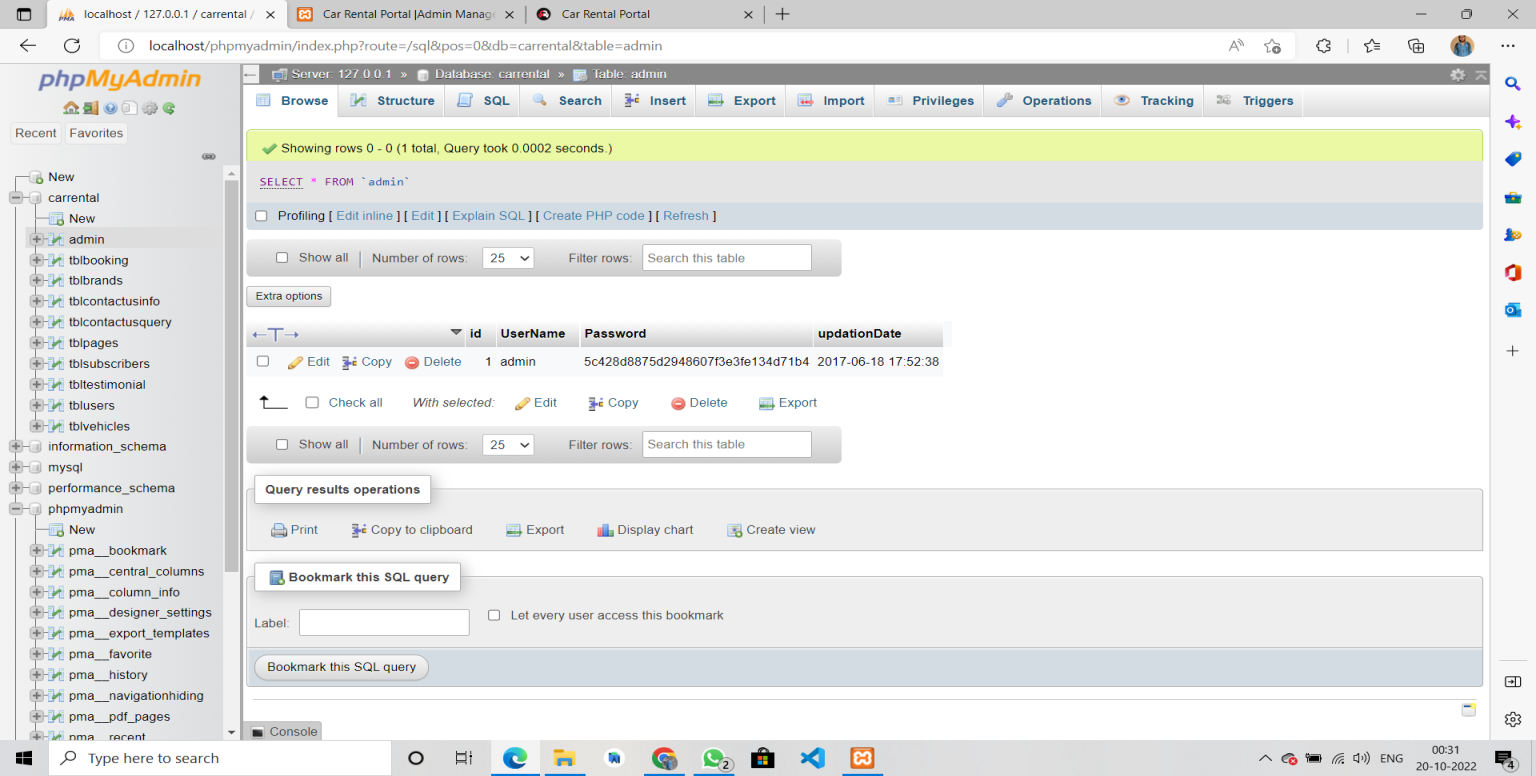 localhost / 127.0.0.1 / carrental /
Car Rental Portal |Admin Manag
Car Rental Portal
localhost/phpmyadmin/index.php?route=/sql&pos=0&db=carrental&table=admin
phpMyAdmin
Recent Favorites
New
carrental
New
admin
tblbooking
tblbrands
tblcontactusinfo
tblcontactusquery
tblpages
tblsubscribers
tbltestimonial
tblusers
tblvehicles
information_schema
mysql
performance_schema
phpmyadmin
New
pma__bookmark
pma__central_columns
pma__column_info
pma__designer_settings
pma__export_templates
pma__favorite
pma__history
pma__navigationhiding
pma__pdf_pages
pma__recent
Server: 127.0.0.1 » Database: carrental » Table: admin
Browse Structure SQL Search Insert Export Import Privileges Operations Tracking Triggers
Showing rows 0 - 0 (1 total, Query took 0.0002 seconds.)
SELECT * FROM `admin`
Profiling [ Edit inline ] [ Edit ] [ Explain SQL ] [ Create PHP code ] [ Refresh ]
Show all Number of rows: 25 Filter rows: Search this table
Extra options
←T→ id UserName Password updationDate
Edit Copy Delete 1 admin 5c428d8875d2948607f3e3fe134d71b4 2017-06-18 17:52:38
Check all With selected: Edit Copy Delete Export
Show all Number of rows: 25 Filter rows: Search this table
Query results operations
Print Copy to clipboard Export Display chart Create view
Bookmark this SQL query
Label: Let every user access this bookmark
Bookmark this SQL query
Console
Type here to search
2
ENG
00:31
20-10-2022
4